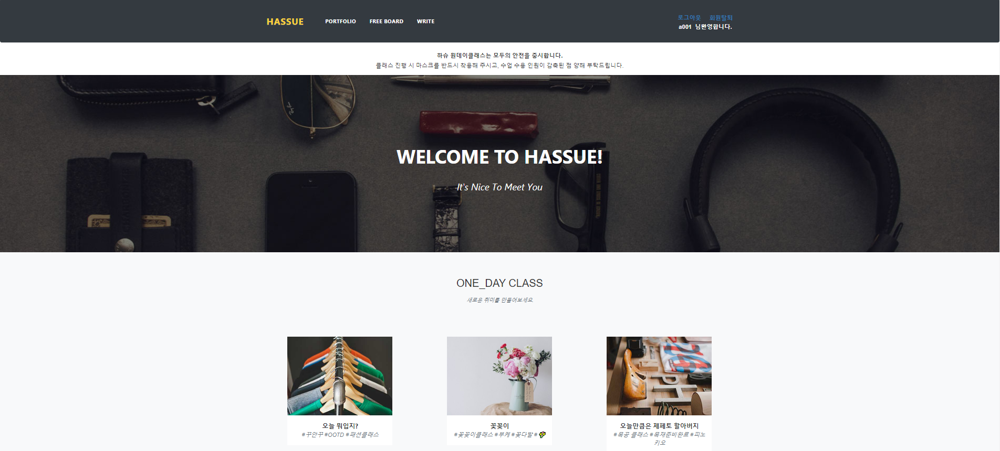 HASSUE PORTFOLIO FREE BOARD WRITE
로그아웃 회원탈퇴
a001 님환영합니다.
하슈 원데이클래스는 모두의 안전을 중시합니다.
클래스 진행 시 마스크를 반드시 착용해 주시고, 수업 수용 인원이 감축된 점 양해 부탁드립니다.
WELCOME TO HASSUE!
It's Nice To Meet You
ONE_DAY CLASS
새로운 취미를 만들어보세요.
오늘 뭐입지?
#꾸안꾸 #OOTD #패션클래스
꽃꽂이
#꽃꽂이클래스 #부케 #꽃다발 #💐
오늘만큼은 제페토 할아버지
#목공 클래스 #목재준비완료 #피노
키오